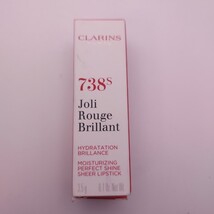 CLARINS
738S
Joli
Rouge
Brillant
HYDRATATION
BRILLANCE
MOISTURIZING
PERFECT SHINE
SHEER LIPSTICK